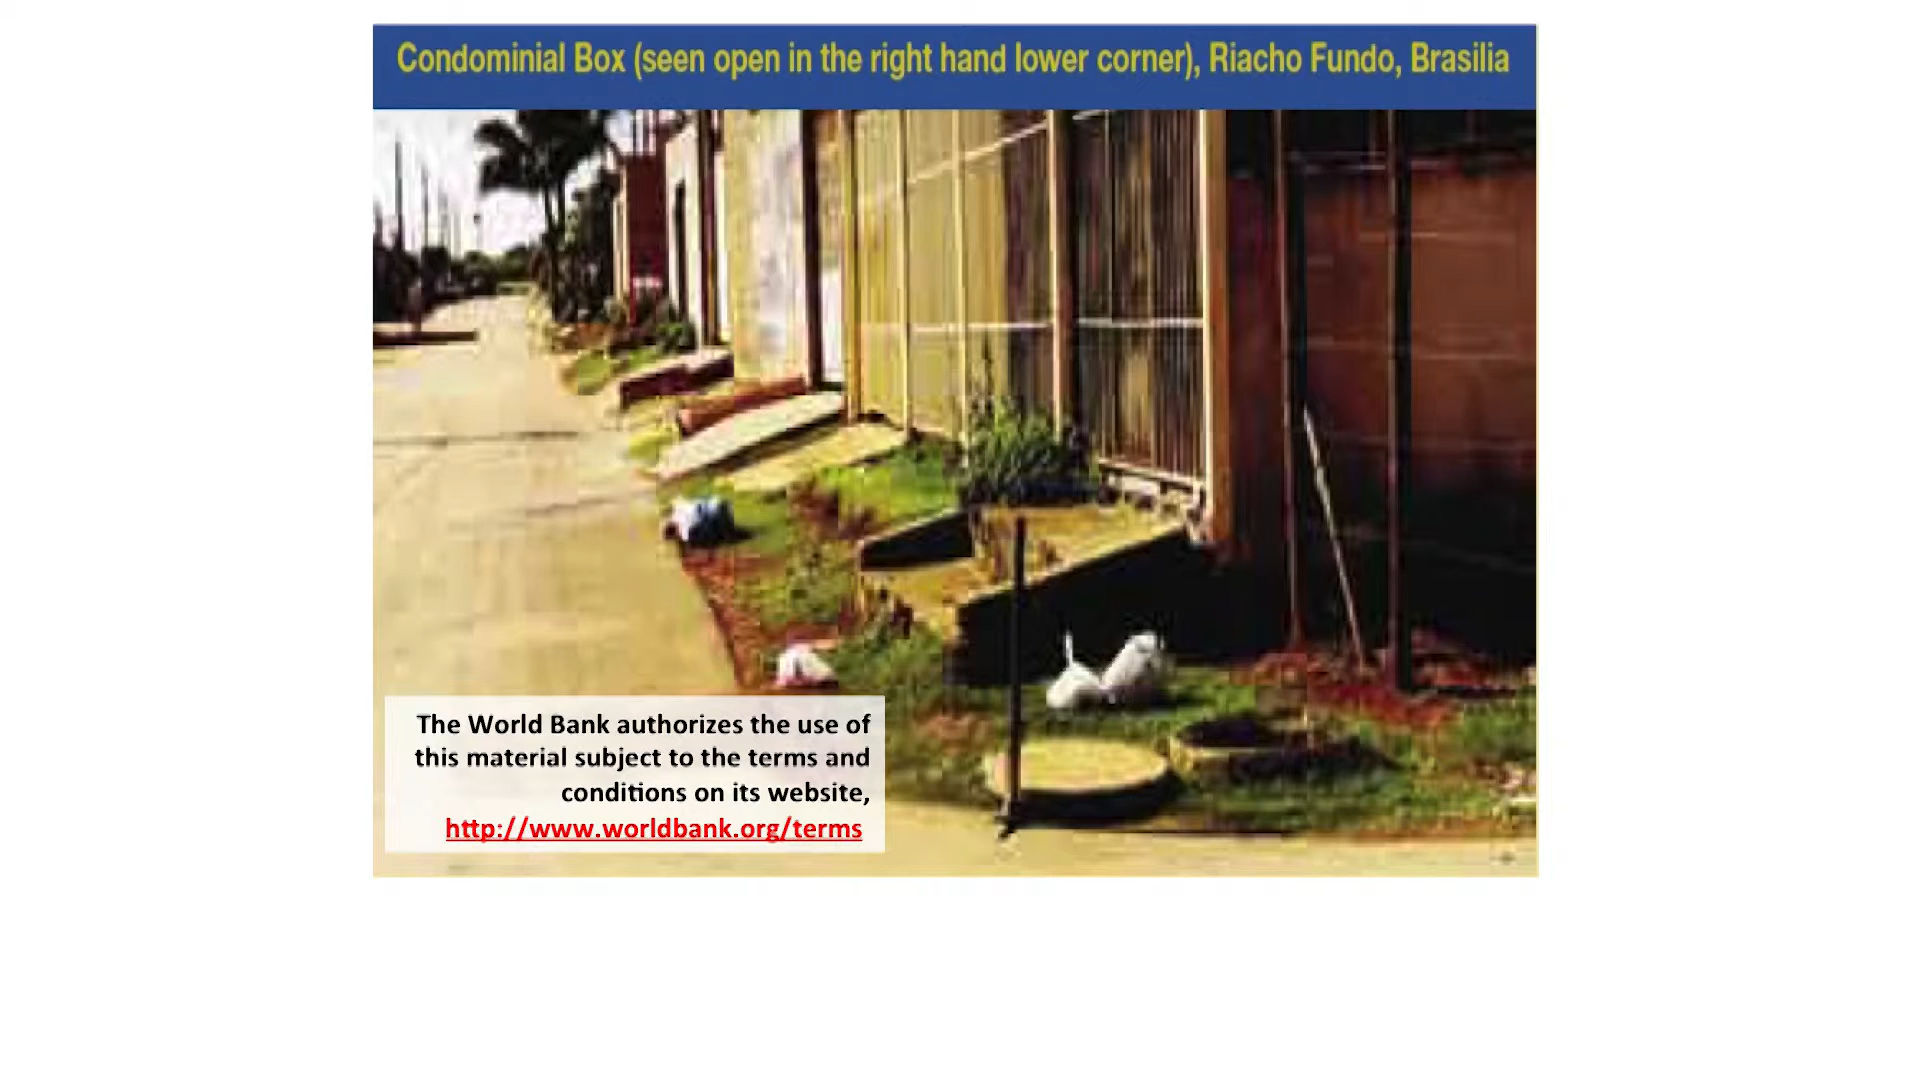 Condominial Box (seen open in the right hand lower corner), Riacho Fundo, Brasilia
The World Bank authorizes the use of
this material subject to the terms and
conditions on its website,
http://www.worldbank.org/terms